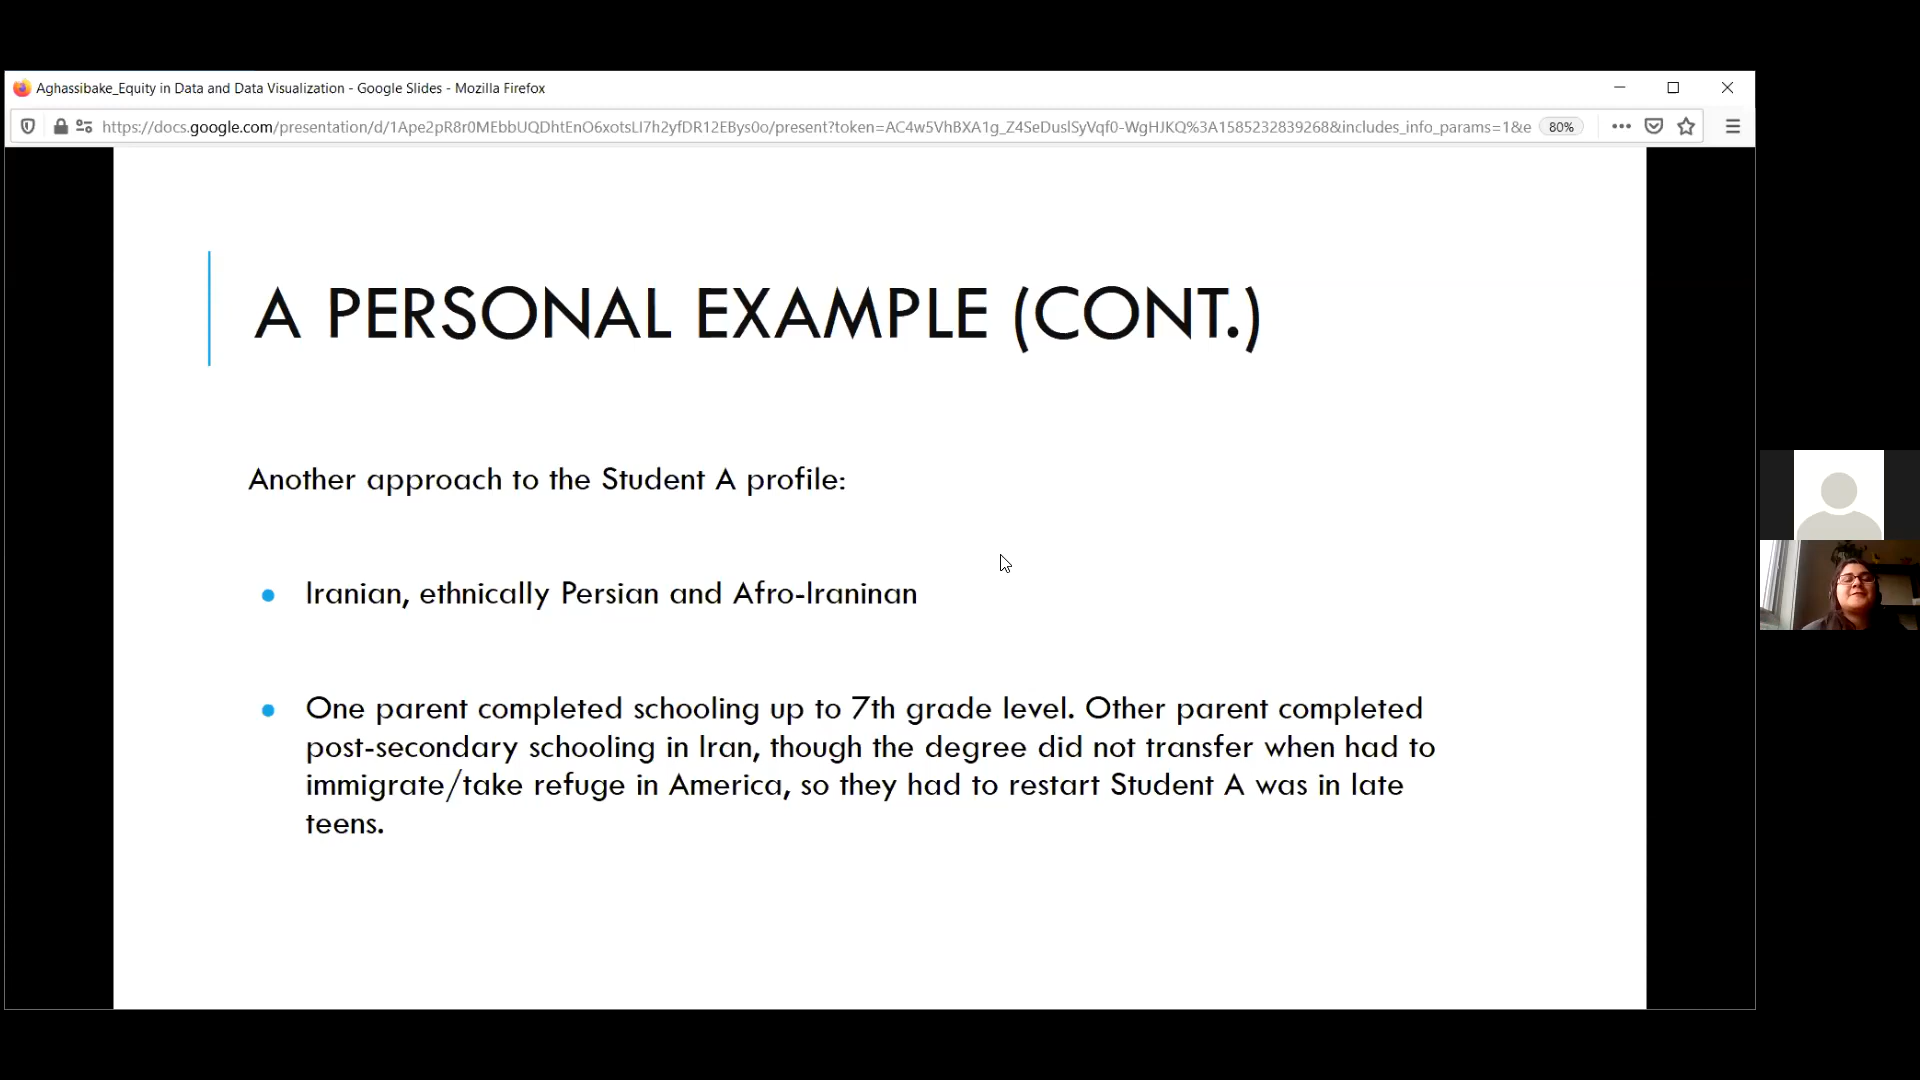 Aghassibake_Equity in Data and Data Visualization - Google Slides - Mozilla Firefox
https://docs.google.com/presentation/d/1Ape2pR8r0MEbbUQDhtEnO6xotsLI7h2yfDR12EBys0o/present?token=AC4w5VhBXA1g_Z4SeDuslSyVqf0-WgHJKQ%3A1585232839268&includes_info_params=1&e 80%
A PERSONAL EXAMPLE (CONT.)
Another approach to the Student A profile:
Iranian, ethnically Persian and Afro-Iraninan
One parent completed schooling up to 7th grade level. Other parent completed
post-secondary schooling in Iran, though the degree did not transfer when had to
immigrate/take refuge in America, so they had to restart Student A was in late
teens.